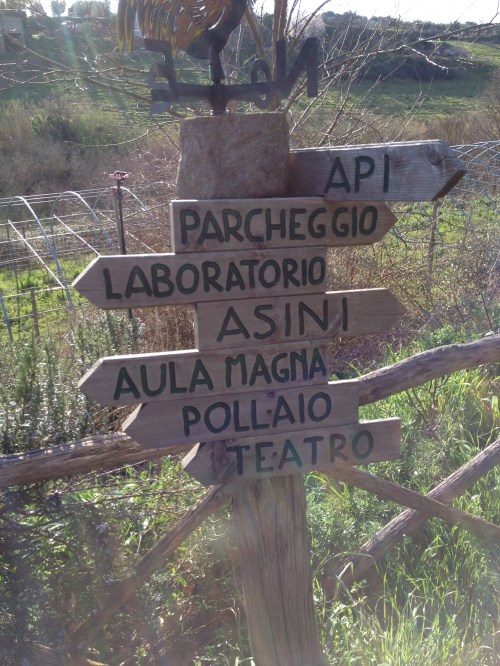 N
E
API
PARCHEGGIO
LABORATORIO
ASINI
AULA MAGNA
POLLAIO
TEATRO